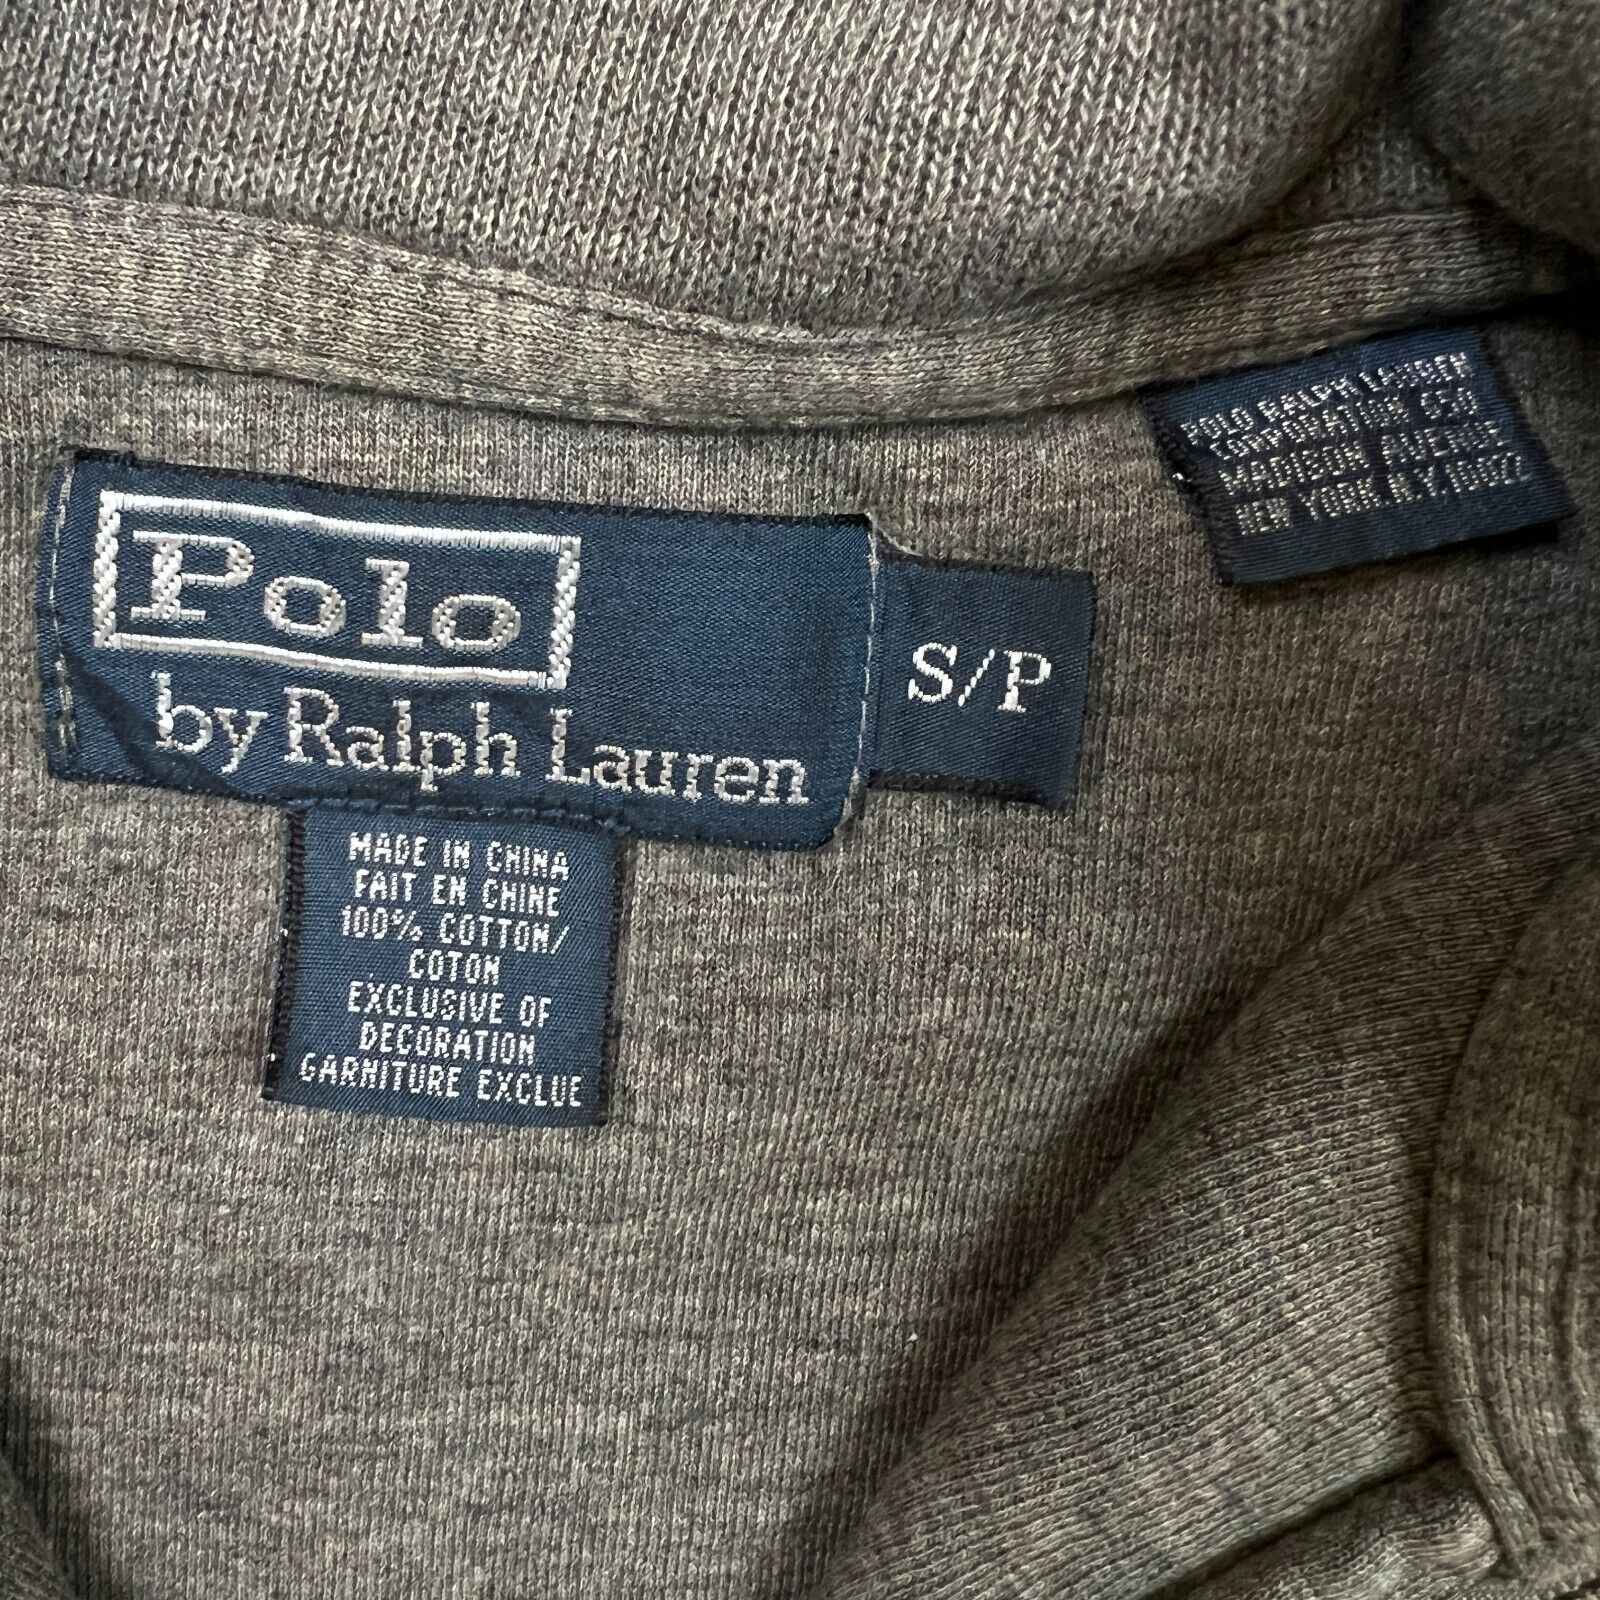 Polo
by Ralph Lauren
S/P
MADE IN CHINA
FAIT EN CHINE
100% COTTON/
COTON
EXCLUSIVE OF
DECORATION
GARNITURE EXCLUE
POLO RALPH LAUREN
CORPORATION 650
MADISON AVENUE
NEW YORK N.Y. 10022